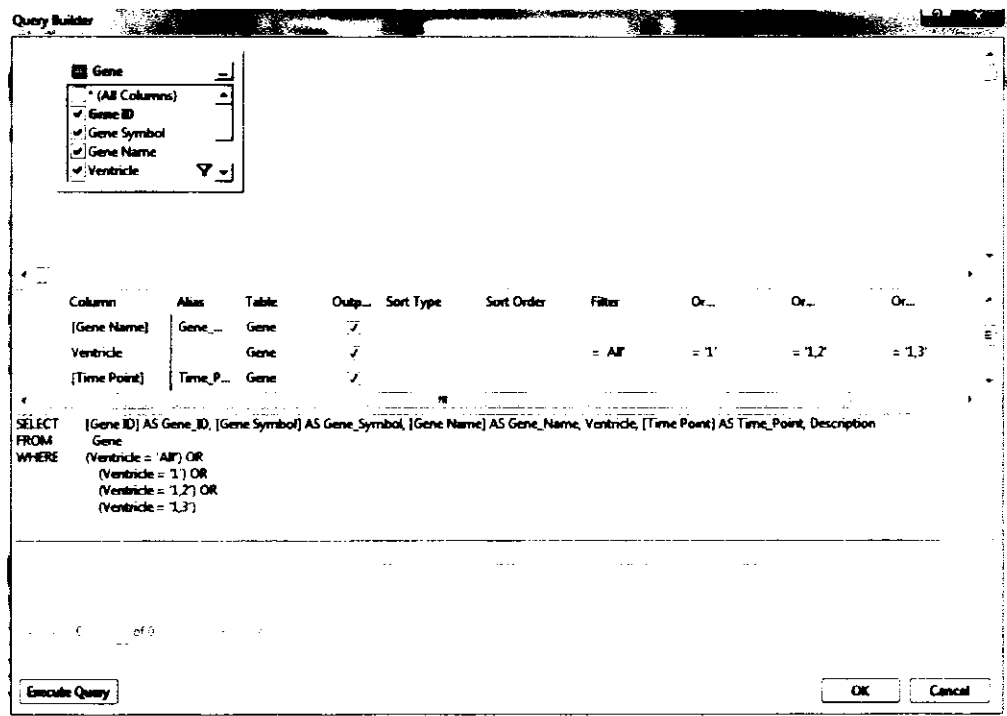 Query Builder
Gene
* (All Columns)
Gene ID
Gene Symbol
Gene Name
Ventricle
Column Alias Table Outp... Sort Type Sort Order Filter Or... Or... Or...
[Gene Name] Gene_... Gene
Ventricle Gene = 'All' = '1' = '1,2' = '1,3'
[Time Point] Time_P... Gene
SELECT [Gene ID] AS Gene_ID, [Gene Symbol] AS Gene_Symbol, [Gene Name] AS Gene_Name, Ventricle, [Time Point] AS Time_Point, Description
FROM Gene
WHERE (Ventricle = 'All') OR
(Ventricle = '1') OR
(Ventricle = '1,2') OR
(Ventricle = '1,3')
of 0
Execute Query OK Cancel